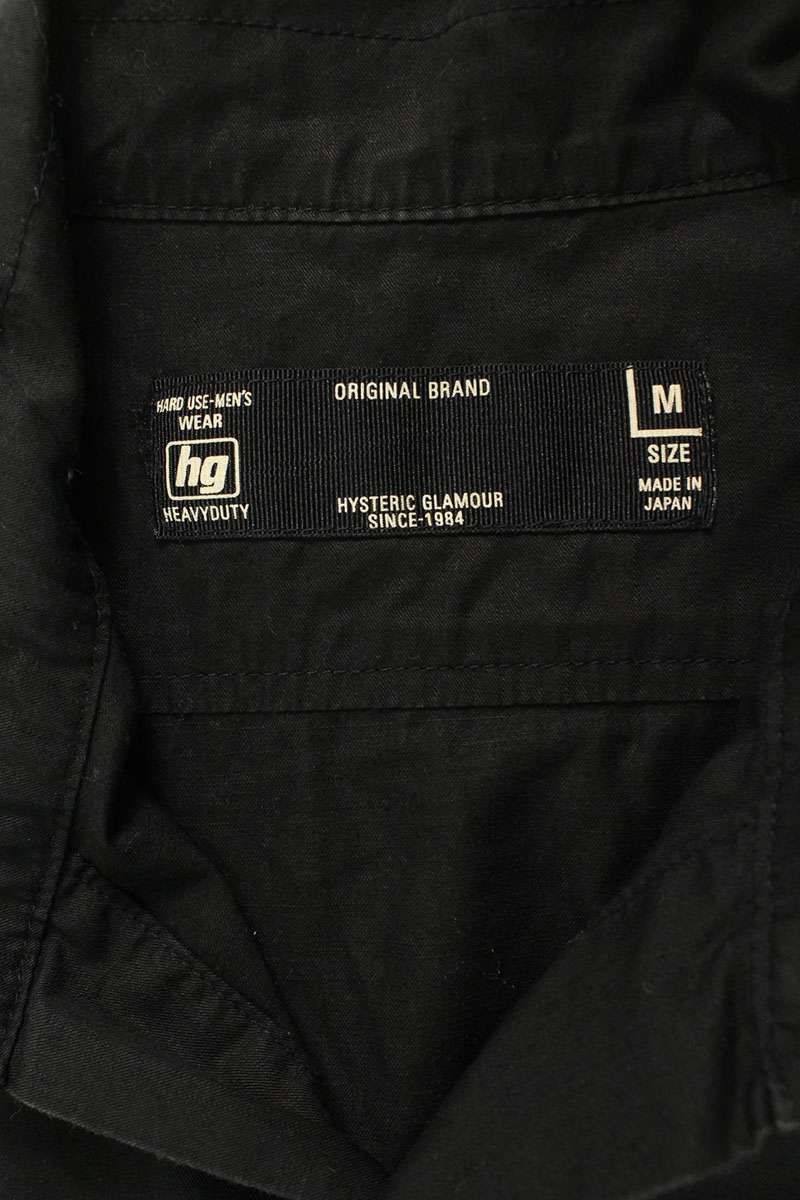 HARD USE-MEN'S
WEAR
hg
HEAVYDUTY
ORIGINAL BRAND
HYSTERIC GLAMOUR
SINCE-1984
M
SIZE
MADE IN
JAPAN